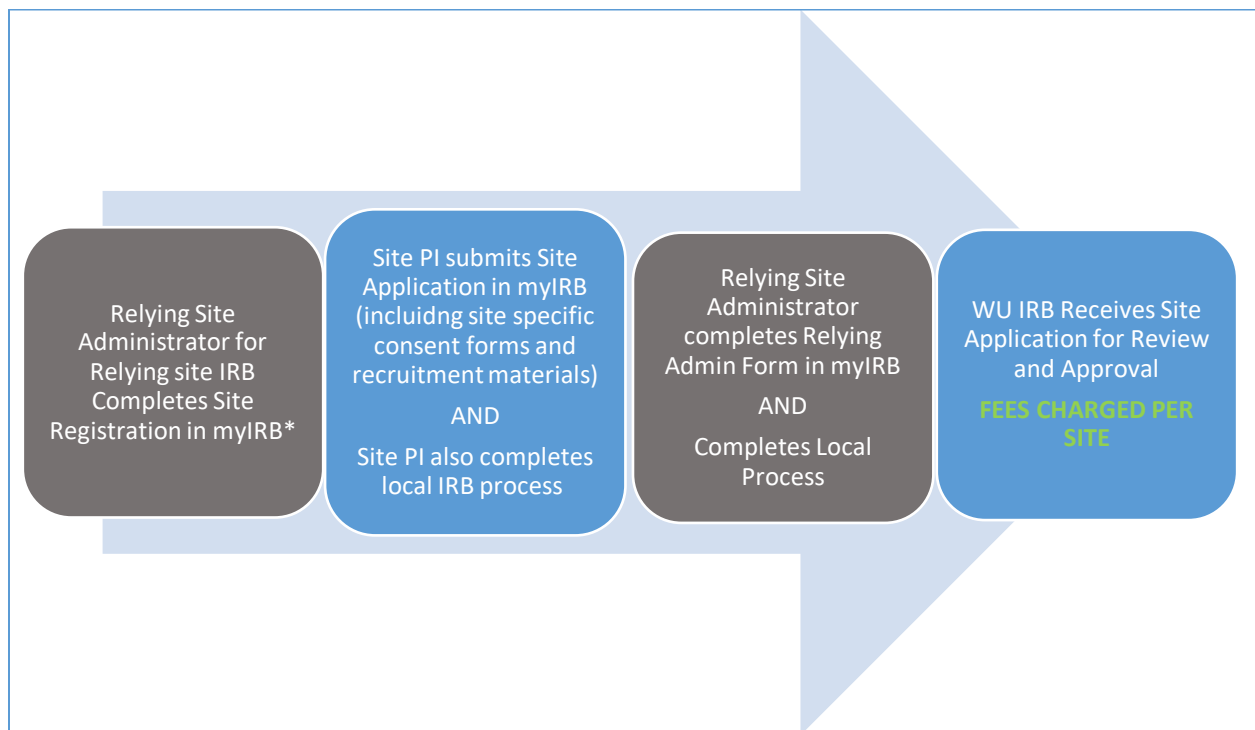 Relying Site
Administrator for
Relying site IRB
Completes Site
Registration in myIRB*
Site PI submits Site
Application in myIRB
(incluidng site specific
consent forms and
recruitment materials)
AND
Site PI also completes
local IRB process
Relying Site
Administrator
completes Relying
Admin Form in myIRB
AND
Completes Local
Process
WU IRB Receives Site
Application for Review
and Approval
FEES CHARGED PER
SITE